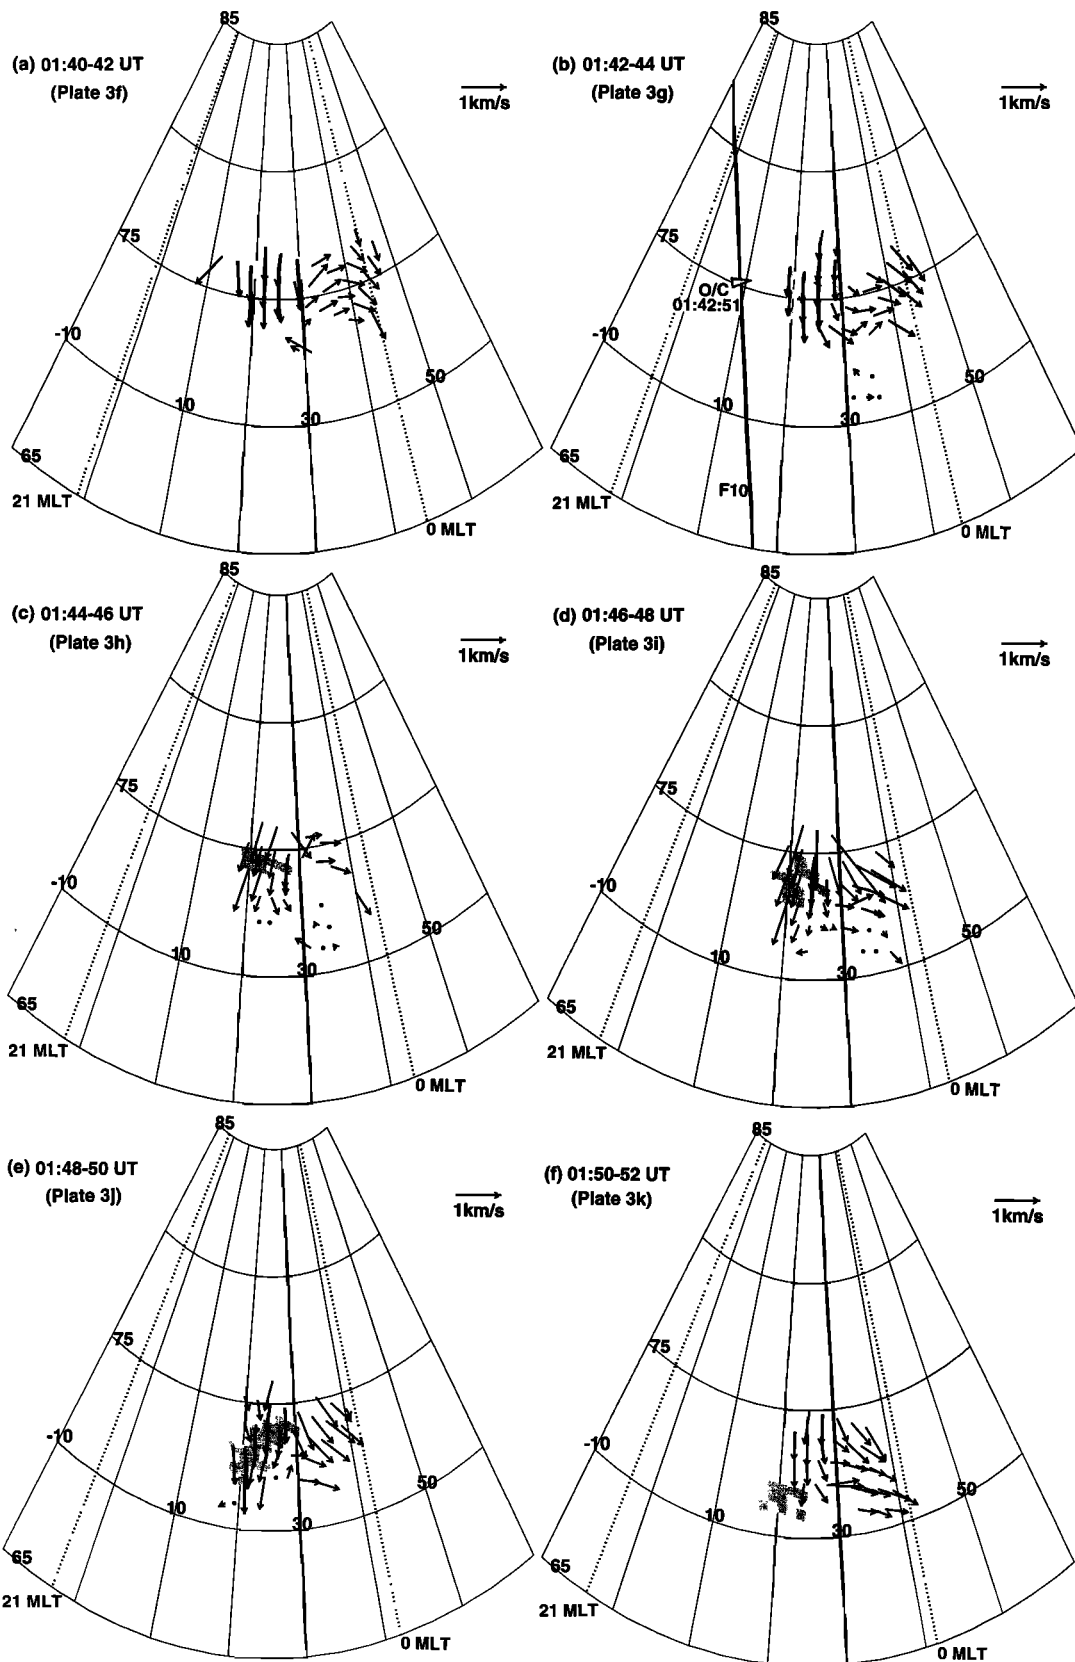 85
(a) 01:40-42 UT
(Plate 3f)
1km/s
75
-10
10
30
50
65
21 MLT
0 MLT
85
(b) 01:42-44 UT
(Plate 3g)
1km/s
75
O/C
01:42:51
-10
10
30
50
65
F10
21 MLT
0 MLT
85
(c) 01:44-46 UT
(Plate 3h)
1km/s
75
-10
10
30
50
65
21 MLT
0 MLT
85
(d) 01:46-48 UT
(Plate 3i)
1km/s
75
-10
10
30
50
65
21 MLT
0 MLT
85
(e) 01:48-50 UT
(Plate 3j)
1km/s
75
-10
10
30
50
65
21 MLT
0 MLT
85
(f) 01:50-52 UT
(Plate 3k)
1km/s
75
-10
10
30
50
65
21 MLT
0 MLT